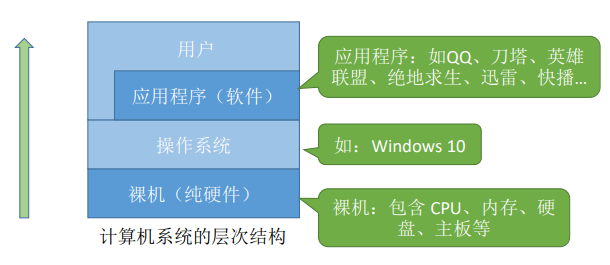 用户
应用程序（软件）
操作系统
裸机（纯硬件）
应用程序：如QQ、刀塔、英雄
联盟、绝地求生、迅雷、快播…
如：Windows 10
裸机：包含 CPU、内存、硬
盘、主板等
计算机系统的层次结构